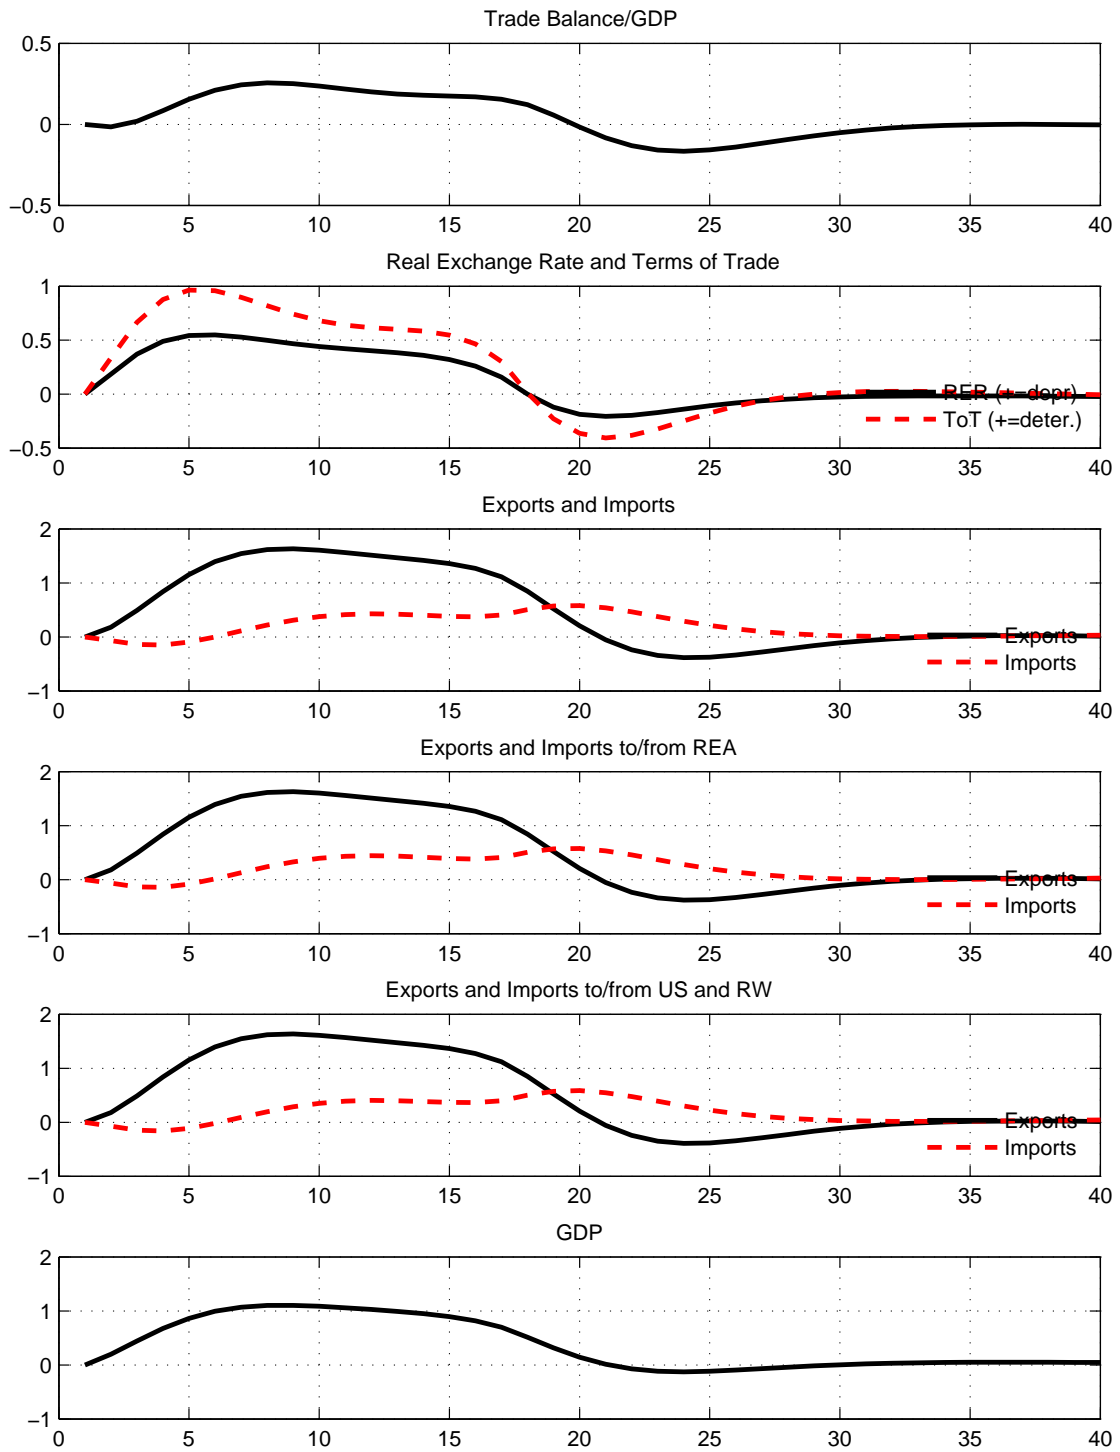 Trade Balance/GDP
0.5
0
−0.5
0 5 10 15 20 25 30 35 40
Real Exchange Rate and Terms of Trade
1
0.5
0
−0.5
RER (+=depr)
ToT (+=deter.)
0 5 10 15 20 25 30 35 40
Exports and Imports
2
1
0
−1
Exports
Imports
0 5 10 15 20 25 30 35 40
Exports and Imports to/from REA
2
1
0
−1
Exports
Imports
0 5 10 15 20 25 30 35 40
Exports and Imports to/from US and RW
2
1
0
−1
Exports
Imports
0 5 10 15 20 25 30 35 40
GDP
2
1
0
−1
0 5 10 15 20 25 30 35 40